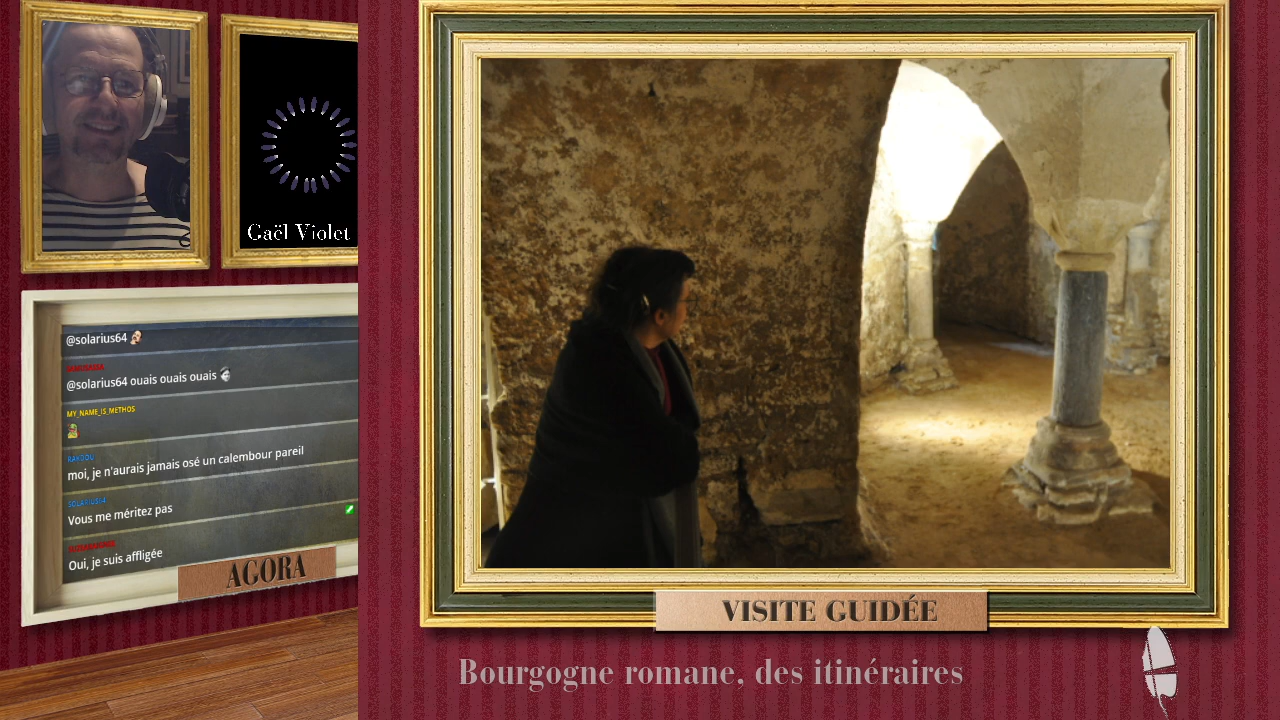 Gaël Violet
@solarius64
@solarius64 ouais ouais ouais
MY_NAME_IS_METHOS
moi, je n'aurais jamais osé un calembour pareil
SOLARIUS64
Vous me méritez pas
Oui, je suis affligée
AGORA
VISITE GUIDÉE
Bourgogne romane, des itinéraires